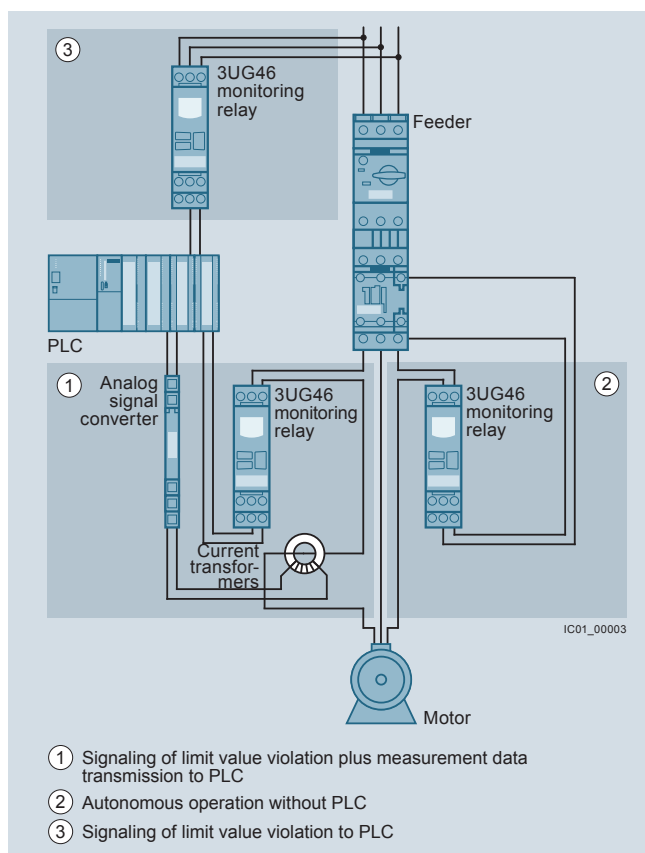 3
3UG46
monitoring
relay
Feeder
PLC
1
Analog
signal
converter
3UG46
monitoring
relay
Current
transfor-
mers
3UG46
monitoring
relay
2
IC01_00003
Motor
1 Signaling of limit value violation plus measurement data
transmission to PLC
2 Autonomous operation without PLC
3 Signaling of limit value violation to PLC